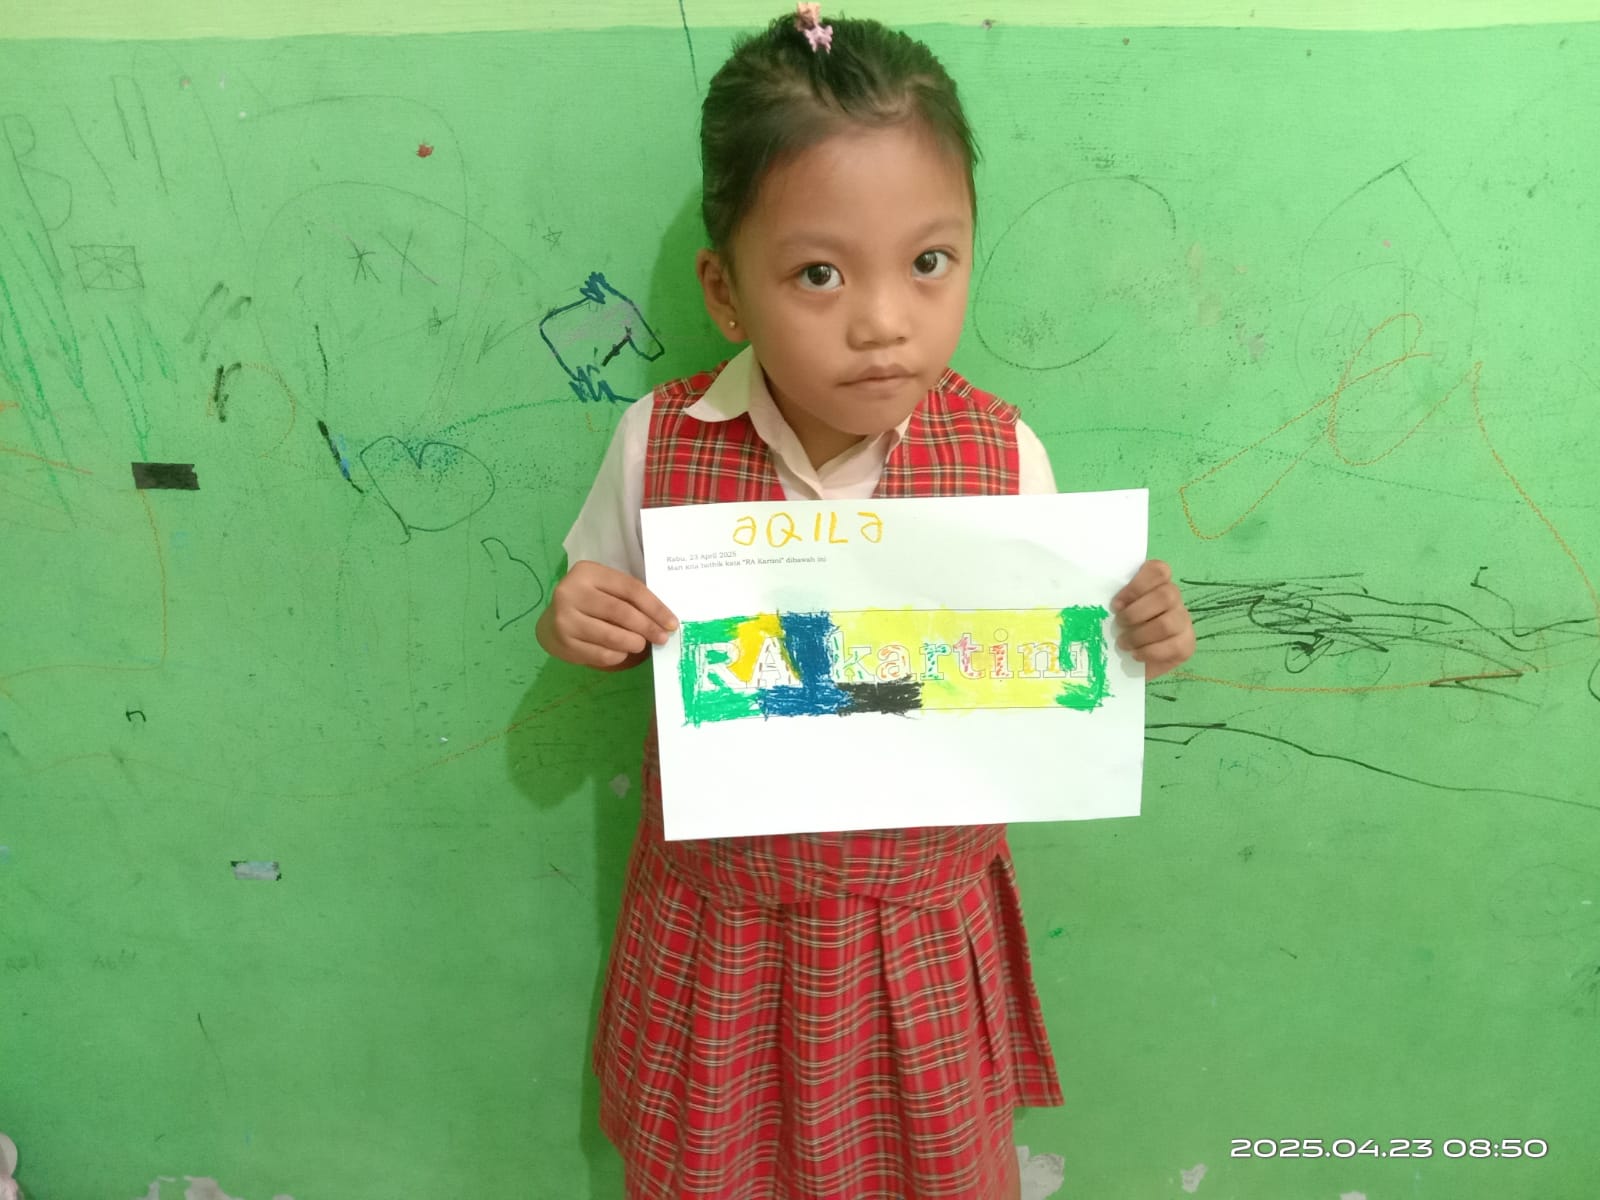 aQILa
Rabu, 23 April 2025
Mari kita batik kata "RA Kartini" dibawah ini
RA kartini
2025.04.23 08:50